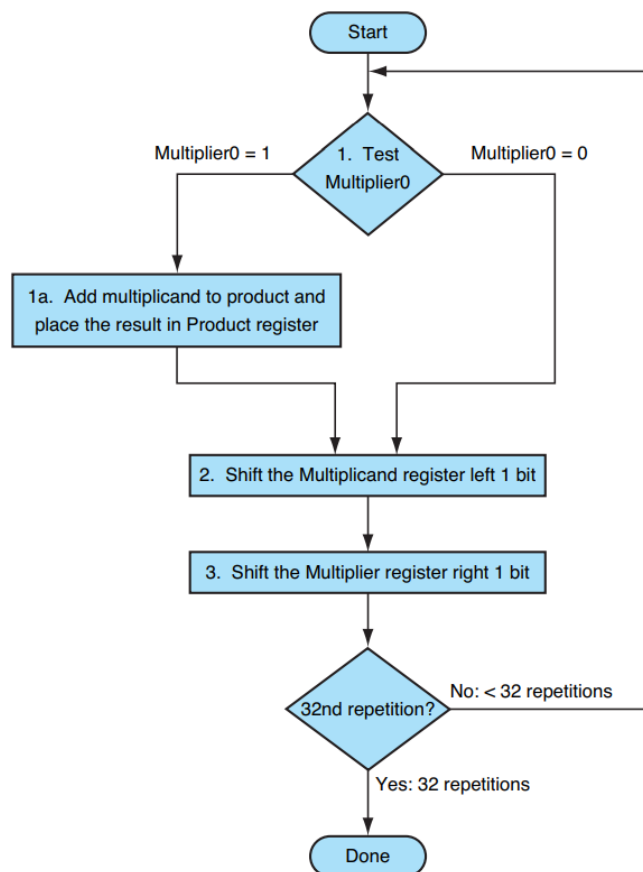 Start
Multiplier0 = 1
1. Test
Multiplier0
Multiplier0 = 0
1a. Add multiplicand to product and
place the result in Product register
2. Shift the Multiplicand register left 1 bit
3. Shift the Multiplier register right 1 bit
32nd repetition?
No: < 32 repetitions
Yes: 32 repetitions
Done